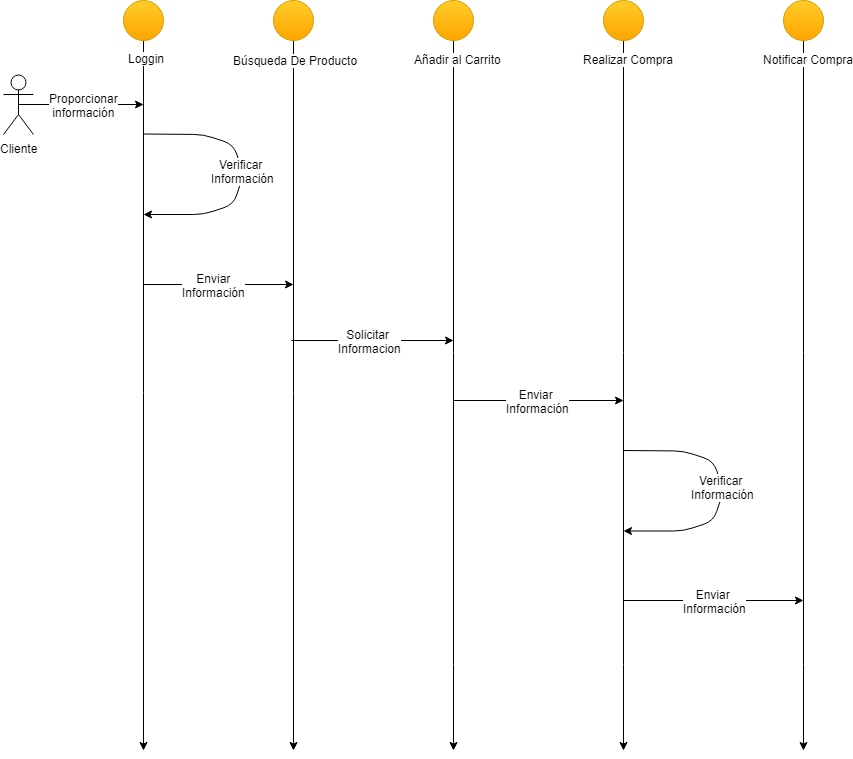 Loggin
Búsqueda De Producto
Añadir al Carrito
Realizar Compra
Notificar Compra
Proporcionar
información
Cliente
Verificar
Información
Enviar
Información
Solicitar
Informacion
Enviar
Información
Verificar
Información
Enviar
Información